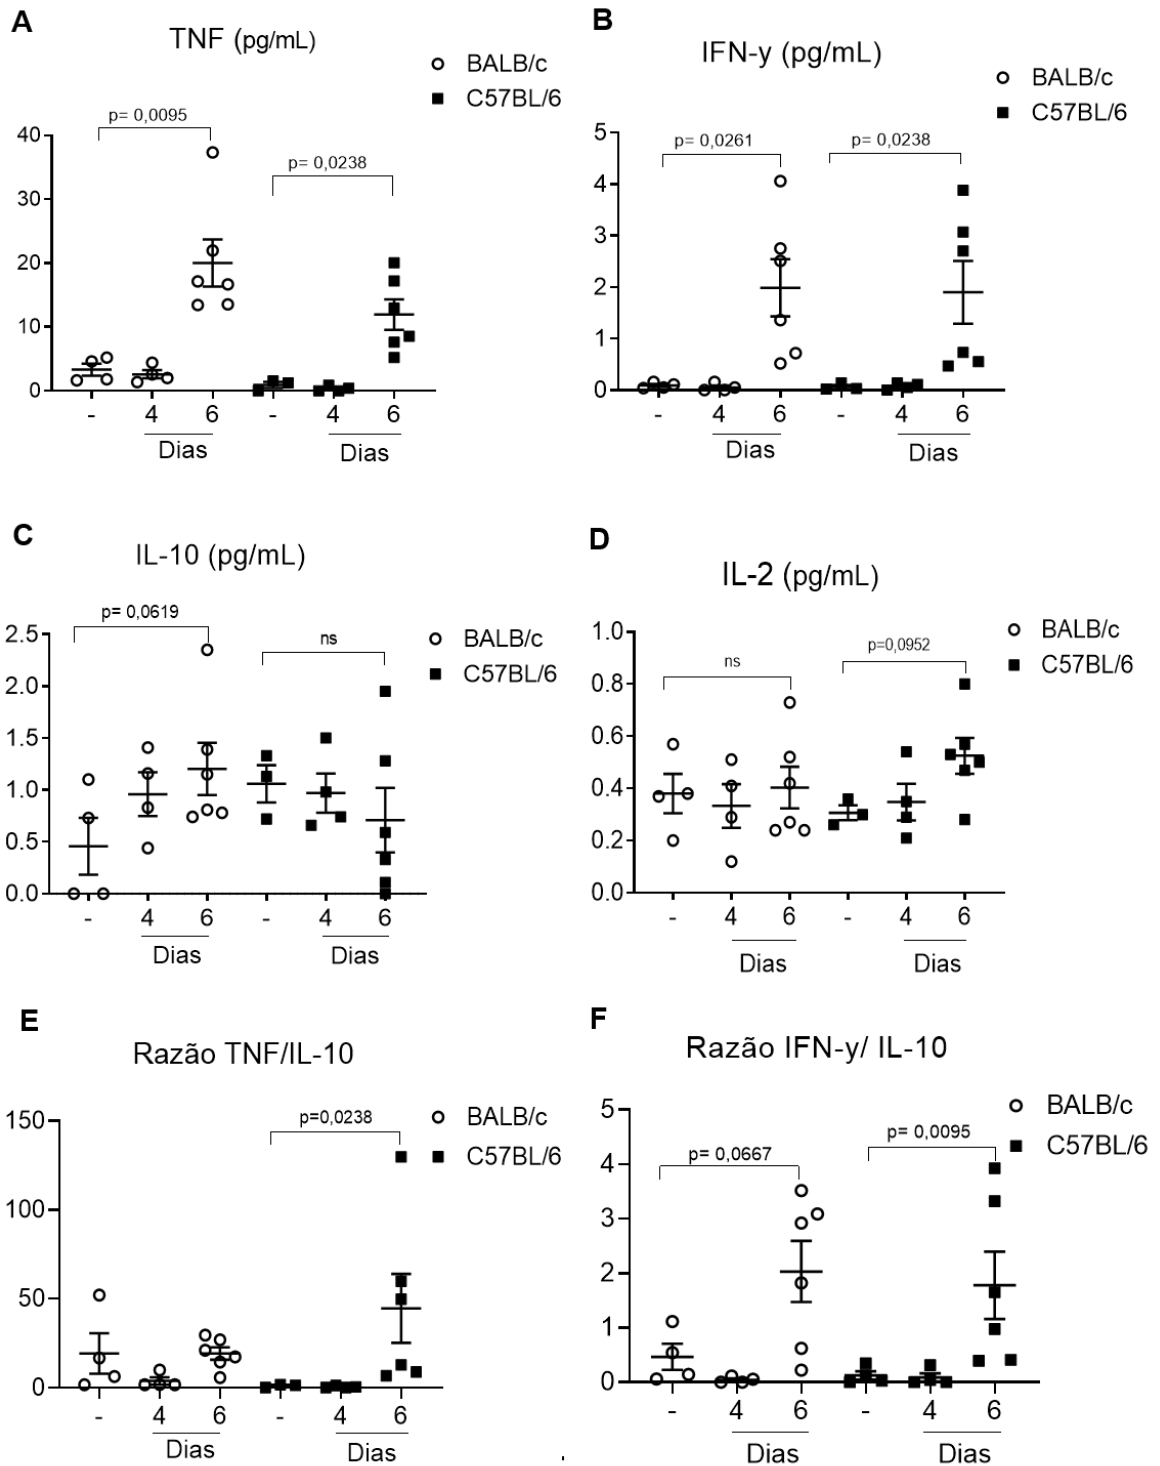 A
TNF (pg/mL)
BALB/c
C57BL/6
p= 0,0095
p= 0,0238
40
30
20
10
0
- 4 6 - 4 6
Dias Dias
B
IFN-y (pg/mL)
BALB/c
C57BL/6
p= 0,0261
p= 0,0238
5
4
3
2
1
0
- 4 6 - 4 6
Dias Dias
C
IL-10 (pg/mL)
BALB/c
C57BL/6
p= 0,0619
ns
2.5
2.0
1.5
1.0
0.5
0.0
- 4 6 - 4 6
Dias Dias
D
IL-2 (pg/mL)
BALB/c
C57BL/6
ns
p=0,0952
1.0
0.8
0.6
0.4
0.2
0.0
- 4 6 - 4 6
Dias Dias
E
Razão TNF/IL-10
BALB/c
C57BL/6
p=0,0238
150
100
50
0
- 4 6 - 4 6
Dias Dias
F
Razão IFN-y/ IL-10
BALB/c
C57BL/6
p= 0,0667
p= 0,0095
5
4
3
2
1
0
- 4 6 - 4 6
Dias Dias